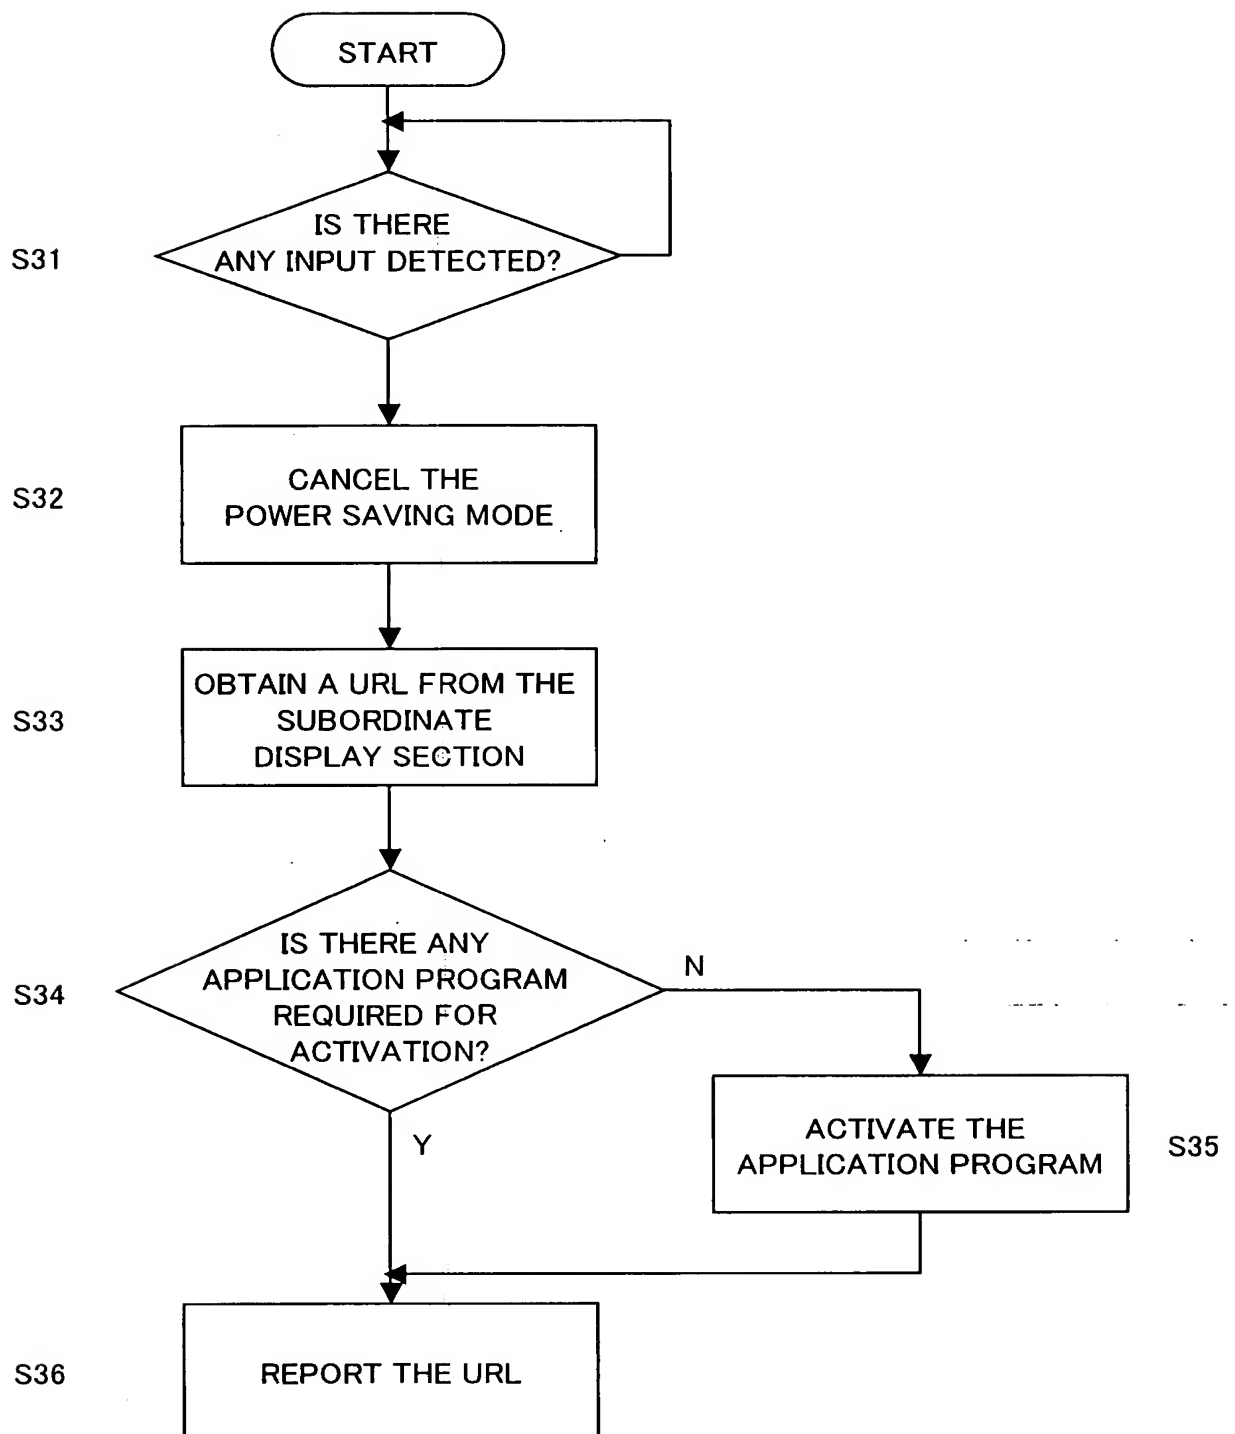 START
IS THERE
ANY INPUT DETECTED?
S31
CANCEL THE
POWER SAVING MODE
S32
OBTAIN A URL FROM THE
SUBORDINATE
DISPLAY SECTION
S33
IS THERE ANY
APPLICATION PROGRAM
REQUIRED FOR
ACTIVATION?
S34
N
Y
ACTIVATE THE
APPLICATION PROGRAM
S35
REPORT THE URL
S36